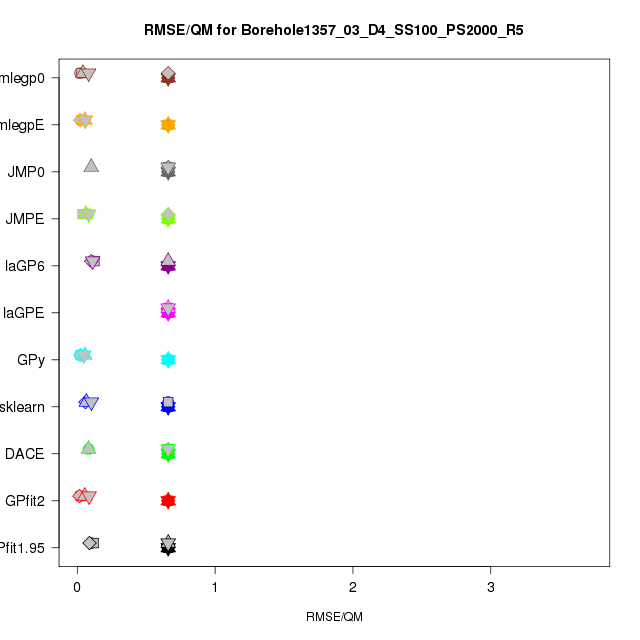 RMSE/QM for Borehole1357_03_D4_SS100_PS2000_R5
mlegp0
mlegpE
JMP0
JMPE
laGP6
laGPE
GPy
sklearn
DACE
GPfit2
Pfit1.95
0 1 2 3
RMSE/QM